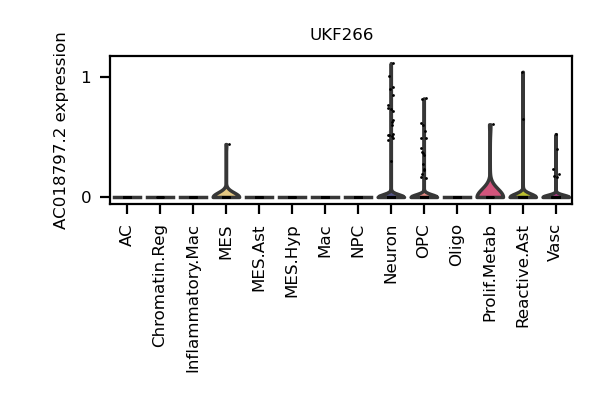 UKF266
AC018797.2 expression
1
0
AC
Chromatin.Reg
Inflammatory.Mac
MES
MES.Ast
MES.Hyp
Mac
NPC
Neuron
OPC
Oligo
Prolif.Metab
Reactive.Ast
Vasc